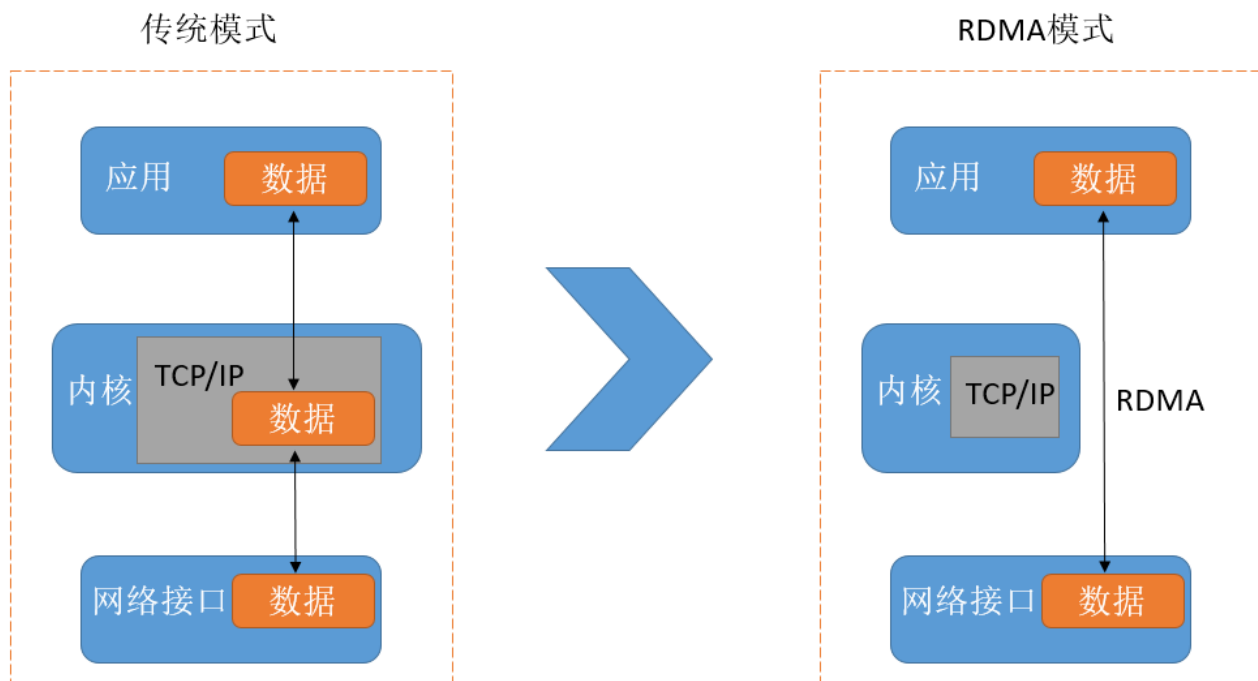 传统模式
应用
数据
内核
TCP/IP
数据
网络接口
数据
RDMA模式
应用
数据
内核
TCP/IP
RDMA
网络接口
数据